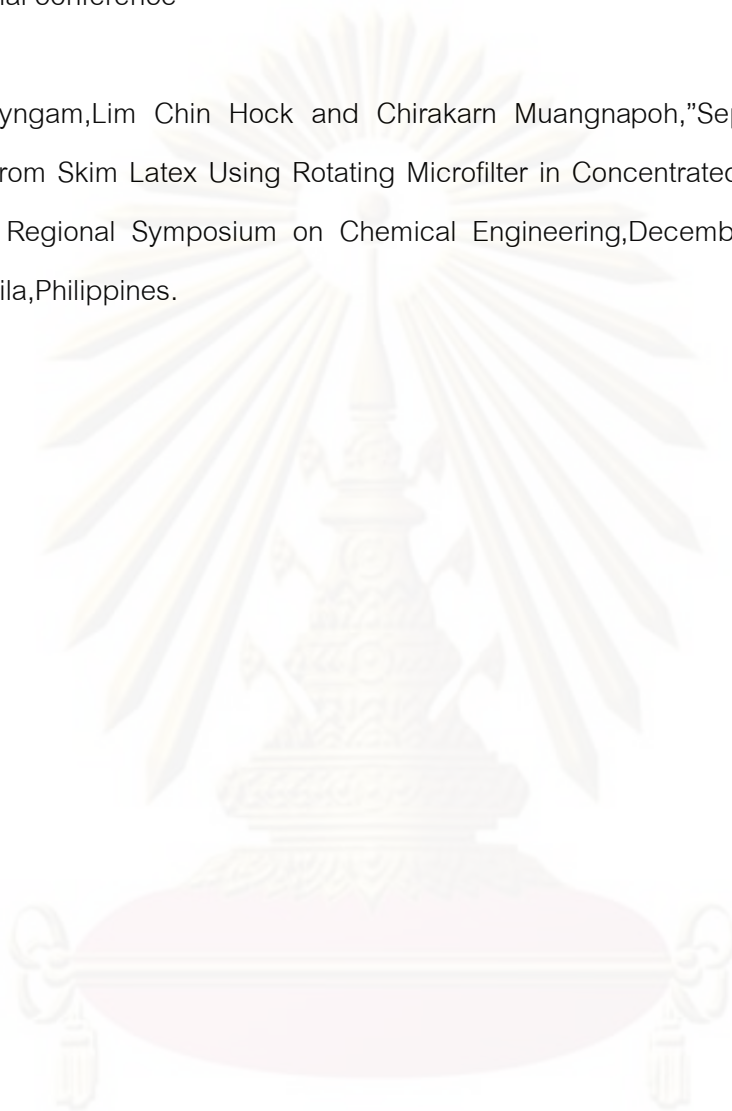 nal conference
yngam,Lim Chin Hock and Chirakarn Muangnapoh,”Sep
rom Skim Latex Using Rotating Microfilter in Concentrated
Regional Symposium on Chemical Engineering,Decemb
ila,Philippines.